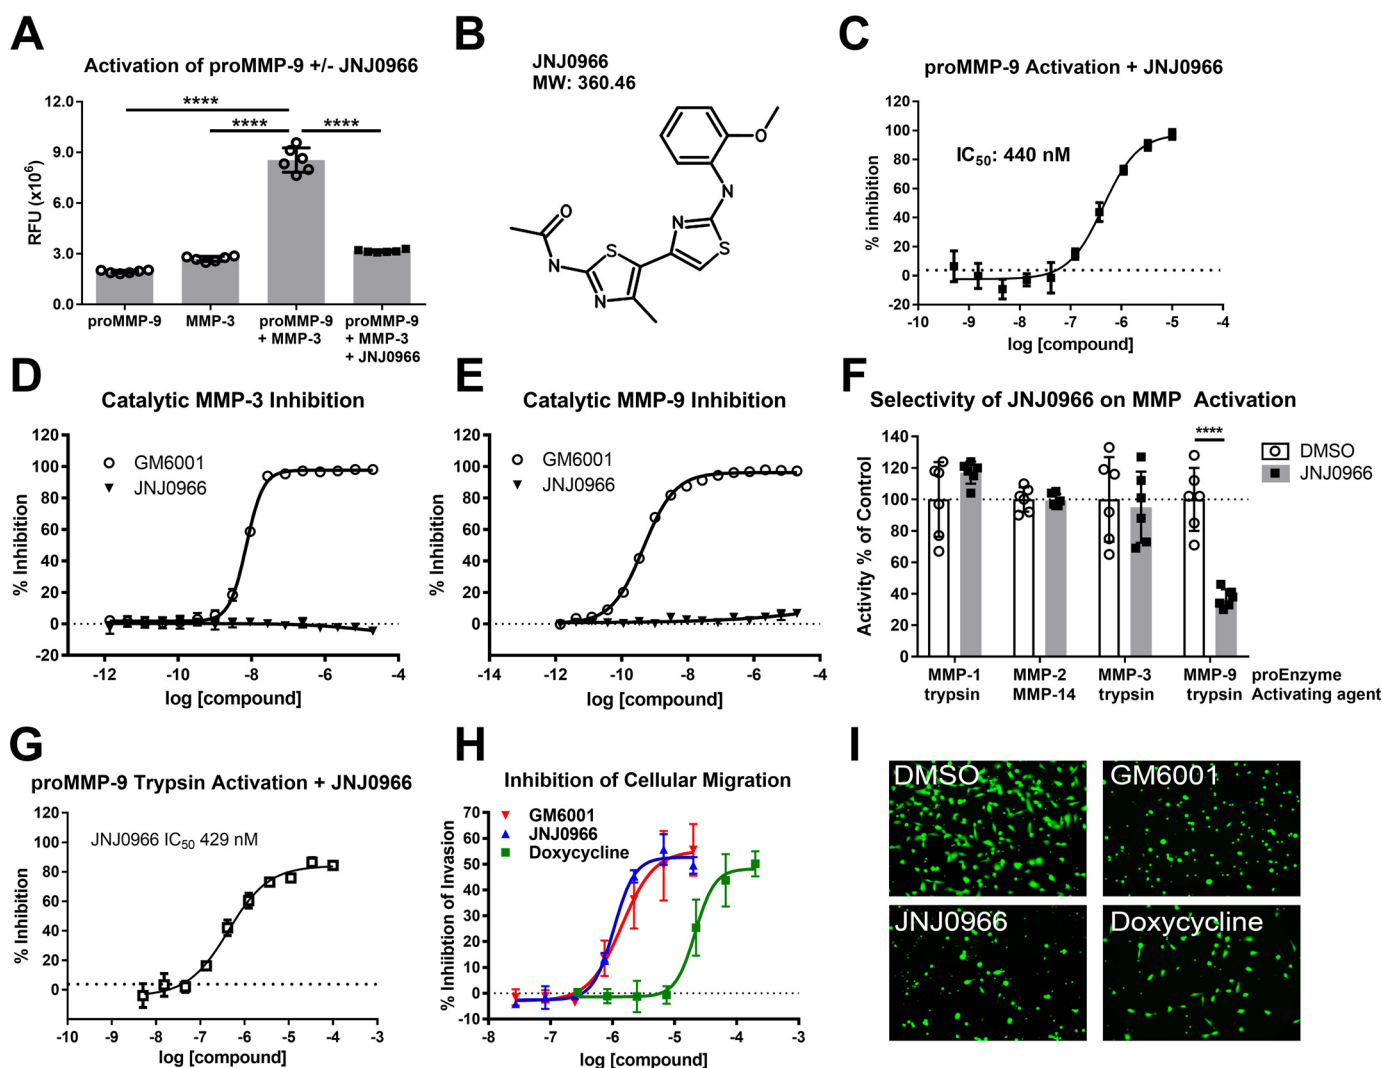 A
Activation of proMMP-9 +/- JNJ0966
12.0
9.0
6.0
3.0
0.0
RFU (x10⁶)
****
**** ****
proMMP-9 MMP-3 proMMP-9 proMMP-9
+ MMP-3 + MMP-3
+ JNJ0966
B
JNJ0966
MW: 360.46
O
N
N
S
O
S
N
N
C
proMMP-9 Activation + JNJ0966
120
100
80
60
40
20
0
-20
% inhibition
IC₅₀: 440 nM
-10 -9 -8 -7 -6 -5 -4
log [compound]
D
Catalytic MMP-3 Inhibition
120
100
80
60
40
20
0
-20
% Inhibition
GM6001
JNJ0966
-12 -10 -8 -6 -4
log [compound]
E
Catalytic MMP-9 Inhibition
120
100
80
60
40
20
0
-20
% Inhibition
GM6001
JNJ0966
-14 -12 -10 -8 -6 -4
log [compound]
F
Selectivity of JNJ0966 on MMP Activation
140
120
100
80
60
40
20
0
Activity % of Control
****
DMSO
JNJ0966
MMP-1 MMP-2 MMP-3 MMP-9 proEnzyme
trypsin MMP-14 trypsin trypsin Activating agent
G
proMMP-9 Trypsin Activation + JNJ0966
120
100
80
60
40
20
0
-20
% Inhibition
JNJ0966 IC₅₀ 429 nM
-10 -9 -8 -7 -6 -5 -4 -3
log [compound]
H
Inhibition of Cellular Migration
70
60
50
40
30
20
10
0
-10
% Inhiibtion of Invasion
GM6001
JNJ0966
Doxycycline
-8 -7 -6 -5 -4 -3
log [compound]
I
DMSO
GM6001
JNJ0966
Doxycycline